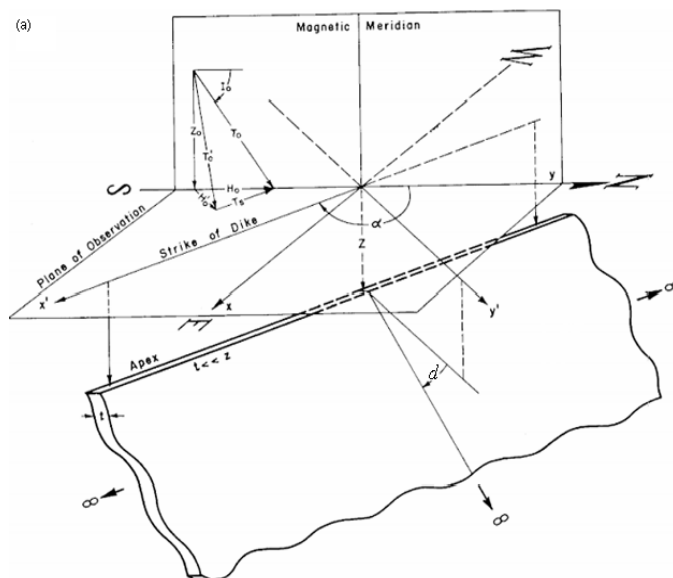 (a)
Magnetic Meridian
I₀
Z₀
T₀
T₀'
H₀
H₀'
Tₛ
S
N
W
E
y
α
Z
Plane of Observation
Strike of Dike
x'
x
y'
Apex
t << z
t
d
∞
∞